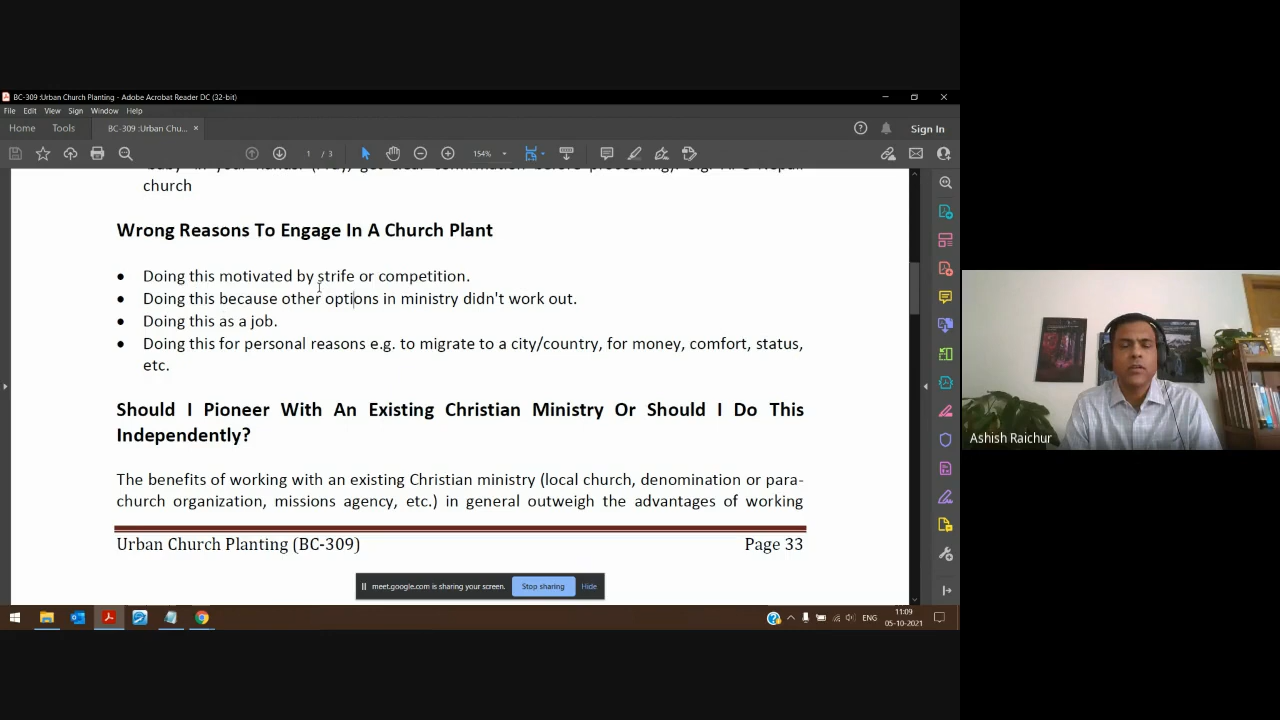 BC-309 :Urban Church Planting - Adobe Acrobat Reader DC (32-bit)
File Edit View Sign Window Help
Home Tools BC-309 :Urban Chu... × Sign In
1 / 3 154%
church
Wrong Reasons To Engage In A Church Plant
• Doing this motivated by strife or competition.
• Doing this because other options in ministry didn't work out.
• Doing this as a job.
• Doing this for personal reasons e.g. to migrate to a city/country, for money, comfort, status,
etc.
Should I Pioneer With An Existing Christian Ministry Or Should I Do This
Independently?
The benefits of working with an existing Christian ministry (local church, denomination or para-
church organization, missions agency, etc.) in general outweigh the advantages of working
Urban Church Planting (BC-309) Page 33
meet.google.com is sharing your screen. Stop sharing Hide
ENG 11:09
05-10-2021
Ashish Raichur